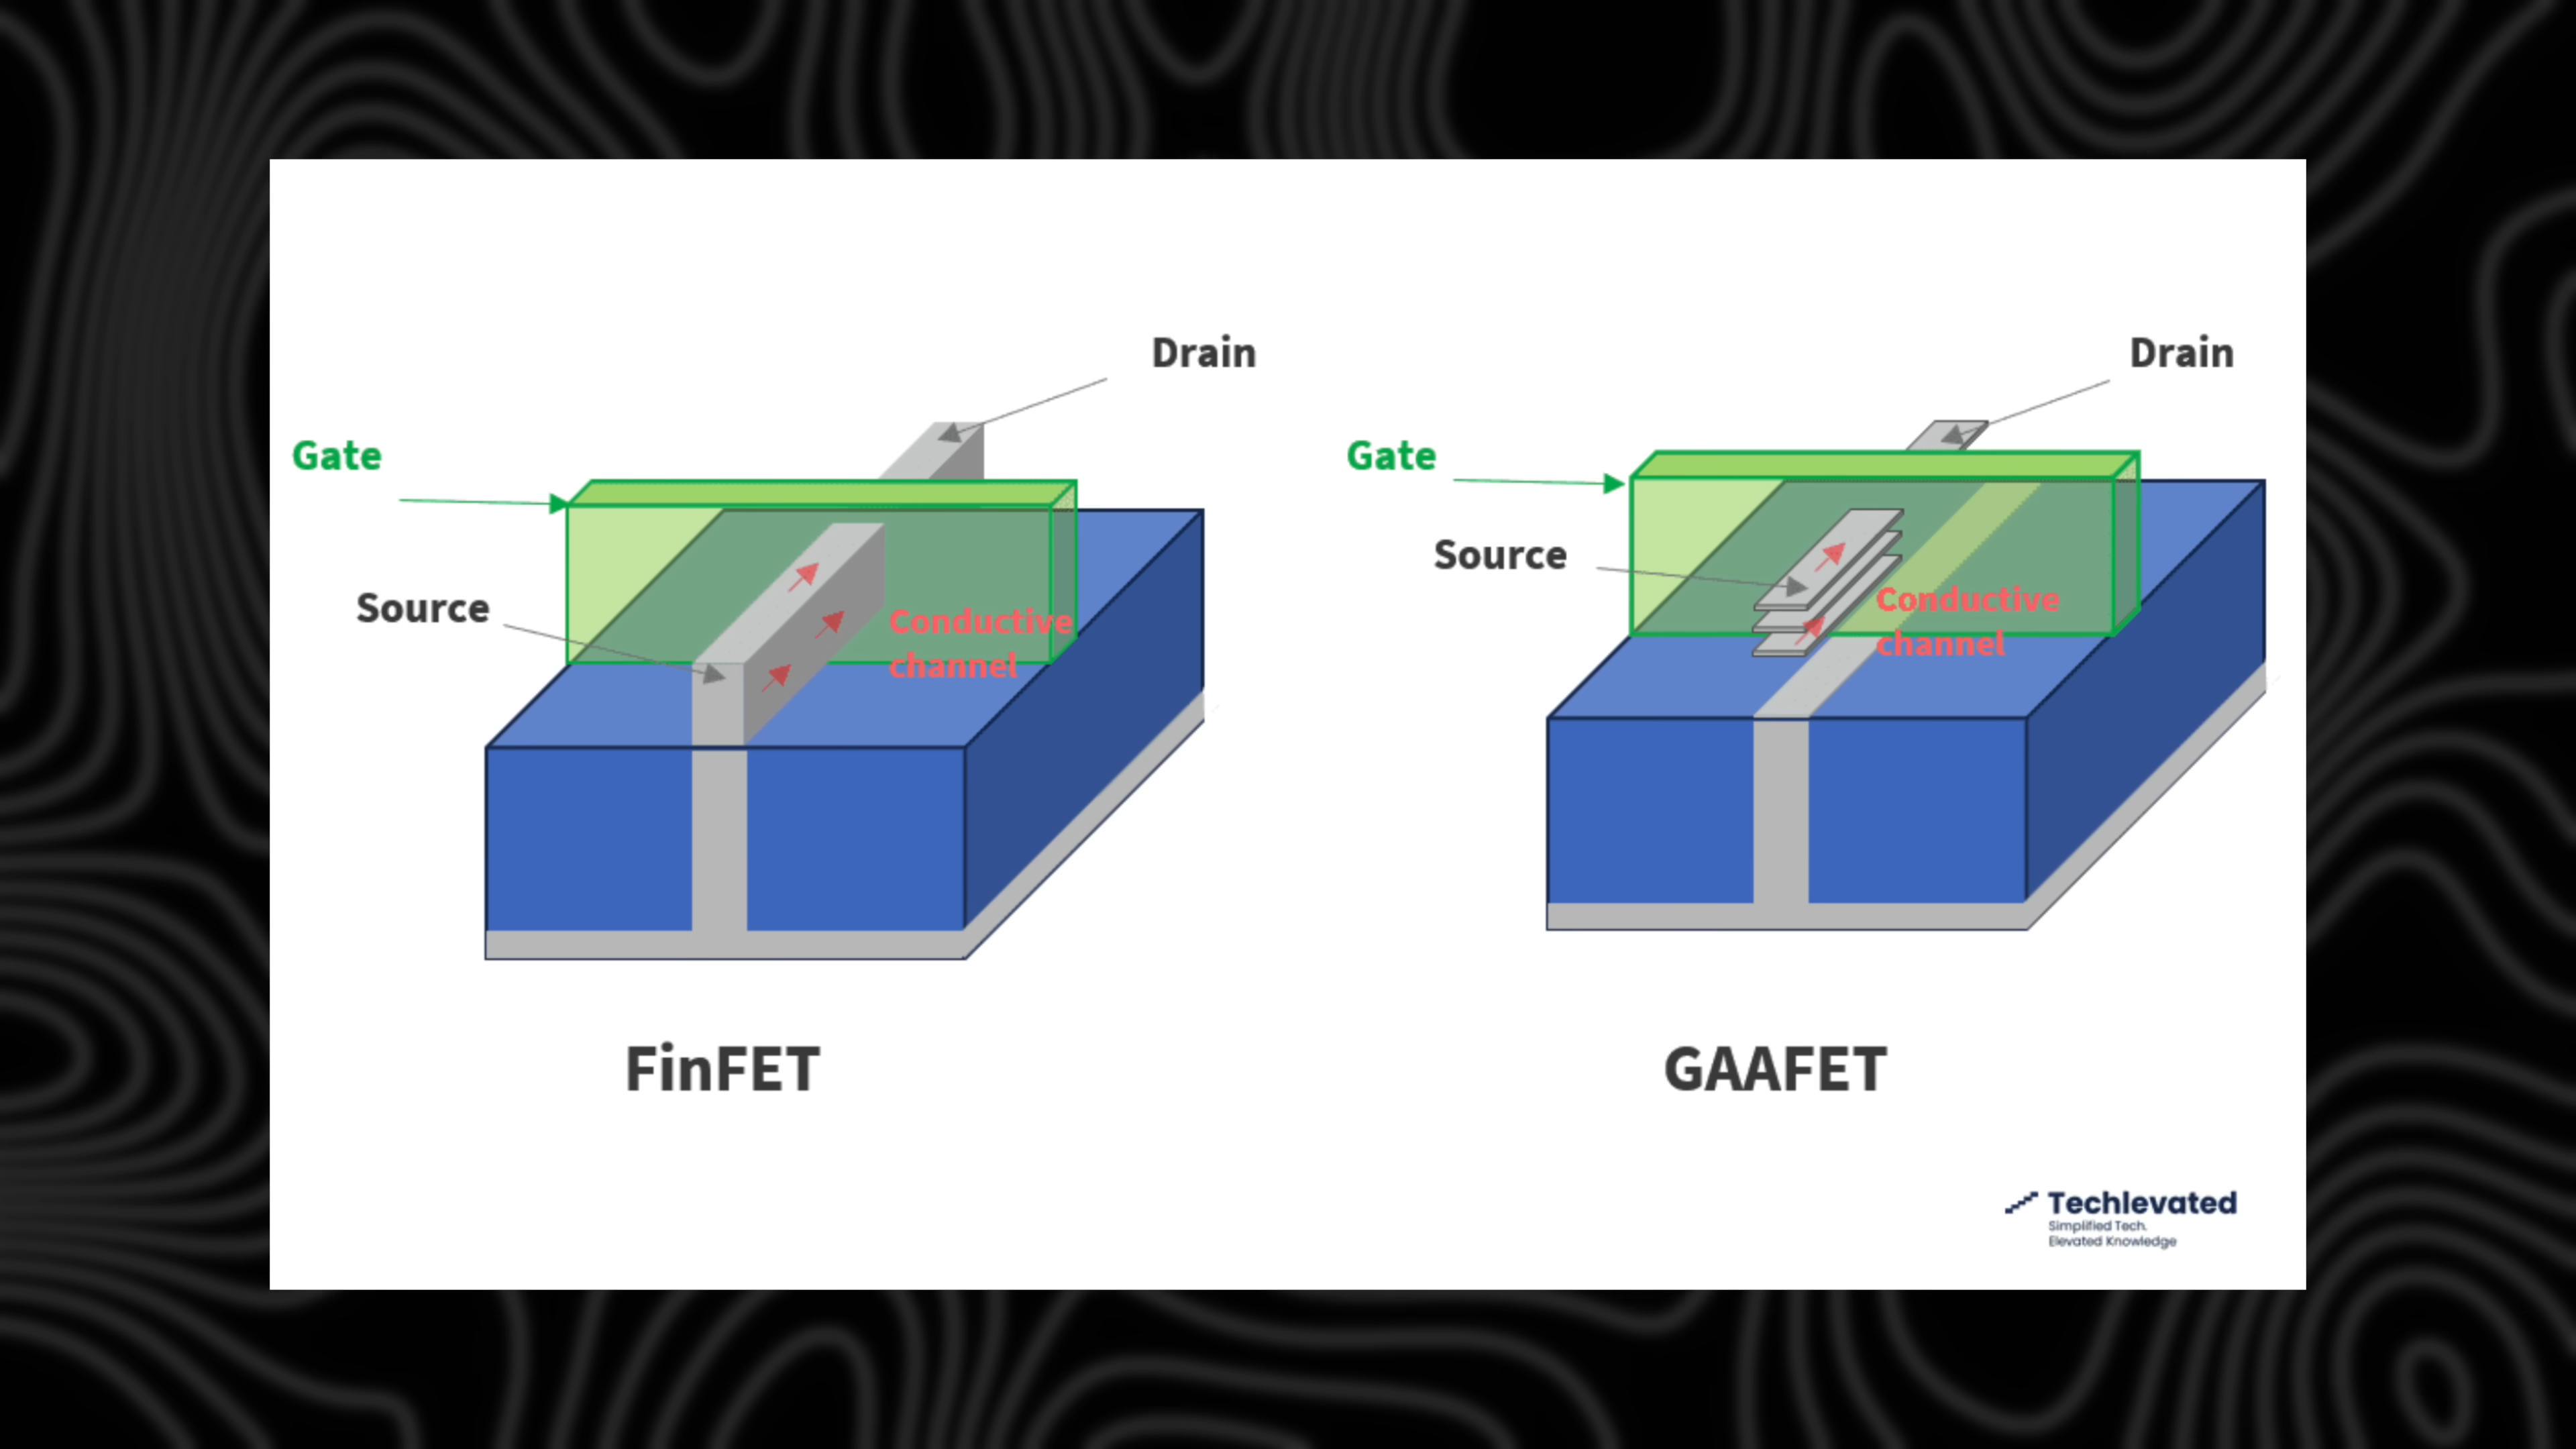 Drain
Gate
Source
Conductive
channel
FinFET
Drain
Gate
Source
Conductive
channel
GAAFET
Techlevated
Simplified Tech.
Elevated Knowledge